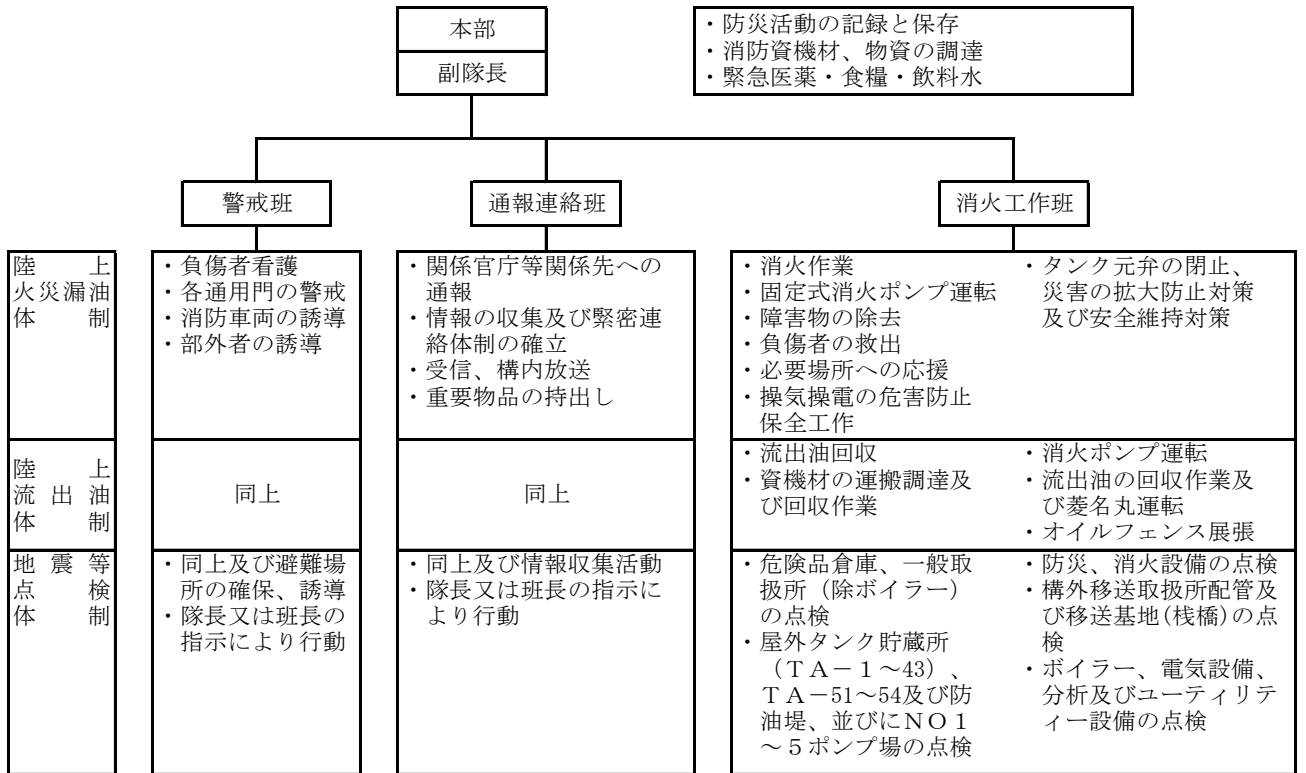 本部
副隊長
・防災活動の記録と保存
・消防資機材、物資の調達
・緊急医薬・食糧・飲料水
警戒班
通報連絡班
消火工作班
陸上
火災漏油
体制
・負傷者看護
・各通用門の警戒
・消防車両の誘導
・部外者の誘導
・関係官庁等関係先への
通報
・情報の収集及び緊密連
絡体制の確立
・受信、構内放送
・重要物品の持出し
・消火作業
・固定式消火ポンプ運転
・障害物の除去
・負傷者の救出
・必要場所への応援
・操気操電の危害防止
保全工作
・タンク元弁の閉止、
災害の拡大防止対策
及び安全維持対策
陸上
流出油
体制
同上
同上
・流出油回収
・資機材の運搬調達及
び回収作業
・消火ポンプ運転
・流出油の回収作業及
び菱名丸運転
・オイルフェンス展張
地震等
点検
体制
・同上及び避難場
所の確保、誘導
・隊長又は班長の
指示により行動
・同上及び情報収集活動
・隊長又は班長の指示に
より行動
・危険品倉庫、一般取
扱所（除ボイラー）
の点検
・屋外タンク貯蔵所
（ＴＡ－１～43）、
ＴＡ－51～54及び防
油堤、並びにＮＯ１
～５ポンプ場の点検
・防災、消火設備の点検
・構外移送取扱所配管及
び移送基地(桟橋)の点
検
・ボイラー、電気設備、
分析及びユーティリテ
ィー設備の点検